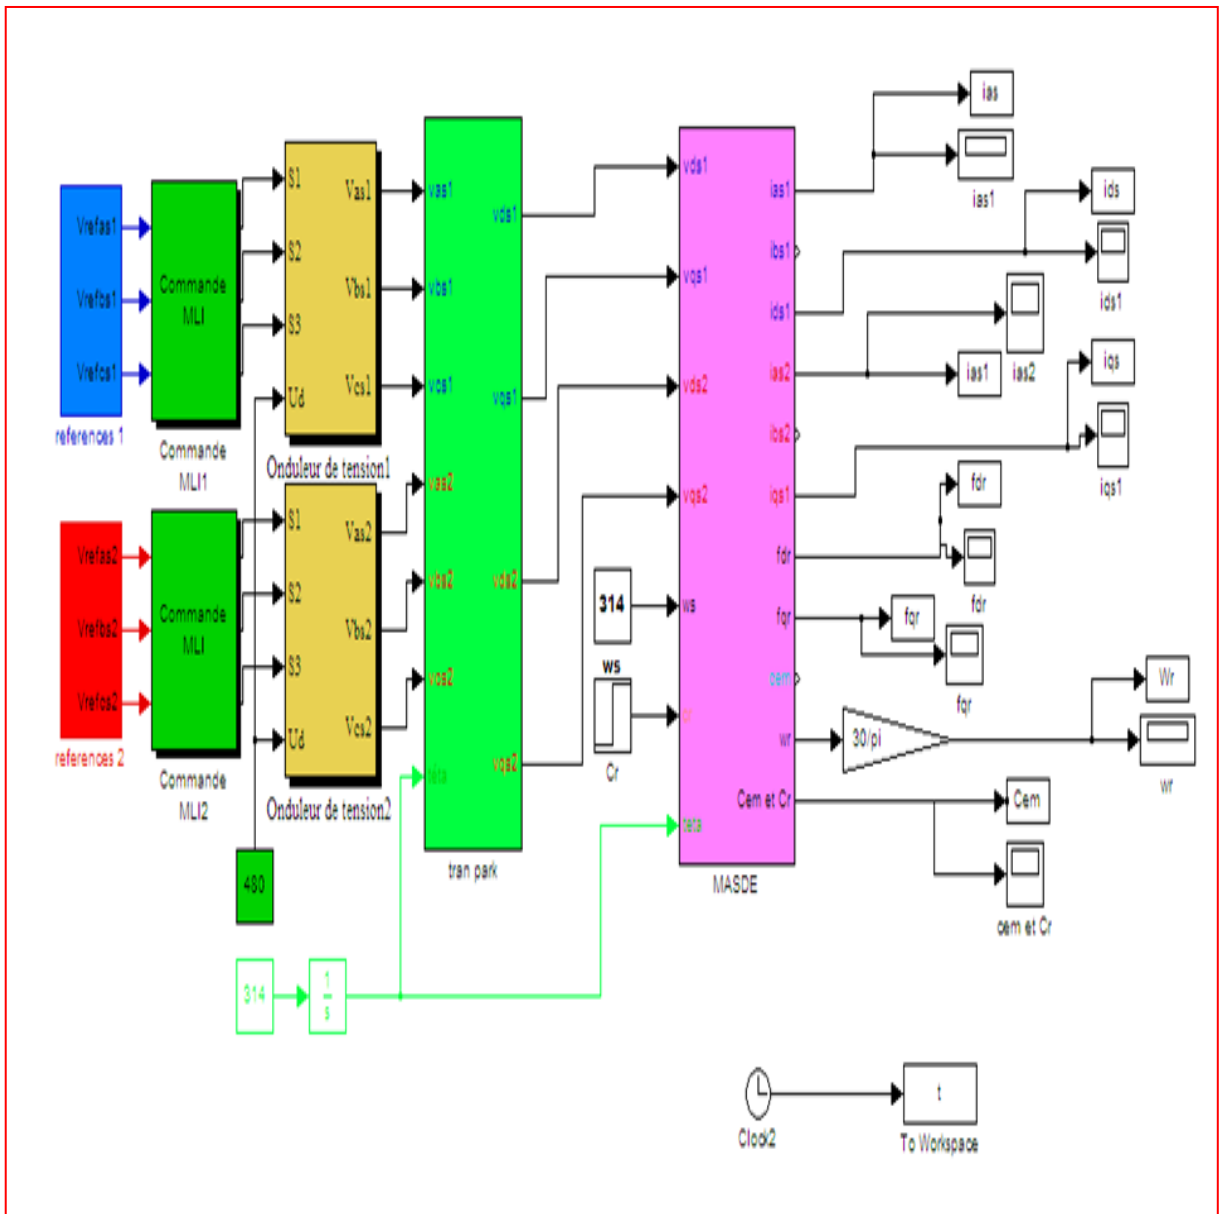 Vrefas1
Vrefbs1
Vrefcs1
references 1
Commande
MLI
Commande
MLI1
S1
S2
S3
Ud
Vas1
Vbs1
Vcs1
Onduleur de tension1
Vrefas2
Vrefbs2
Vrefcs2
references 2
Commande
MLI
Commande
MLI2
S1
S2
S3
Ud
Vas2
Vbs2
Vcs2
Onduleur de tension2
480
314
1
s
vas1
vbs1
vcs1
vas2
vbs2
vcs2
téta
vds1
vqs1
vds2
vqs2
tran park
314
ws
Cr
vds1
vqs1
vds2
vqs2
ws
cr
teta
ias1
ibs1
ids1
ias2
ibs2
iqs1
fdr
fqr
cem
wr
Cem et Cr
MASDE
ias
ias1
ids
ids1
ias2
ias1
iqs
iqs1
fdr
fdr
fqr
fqr
30/pi
Wr
wr
Cem
cem et Cr
Clock2
t
To Workspace